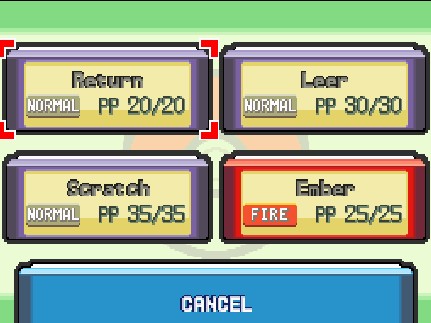 Return
NORMAL PP 20/20
Leer
NORMAL PP 30/30
Scratch
NORMAL PP 35/35
Ember
FIRE PP 25/25
CANCEL